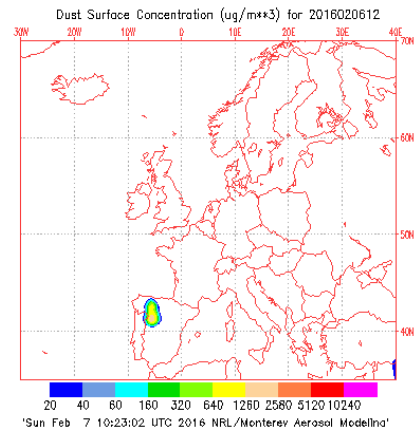 Dust Surface Concentration (ug/m**3) for 2016020612
30W 20W 10W 0 10E 20E 30E 40E
70N
60N
50N
40N
20 40 60 160 320 640 1260 2560 5120 10240
'Sun Feb 7 10:23:02 UTC 2016 NRL/Monterey Aerosol Modeling'